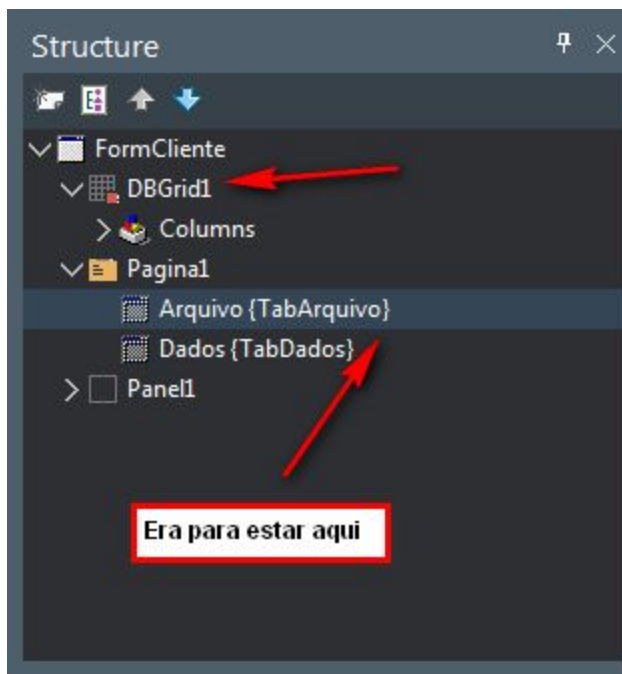 Structure
FormCliente
DBGrid1
Columns
Pagina1
Arquivo {TabArquivo}
Dados {TabDados}
Panel1
Era para estar aqui